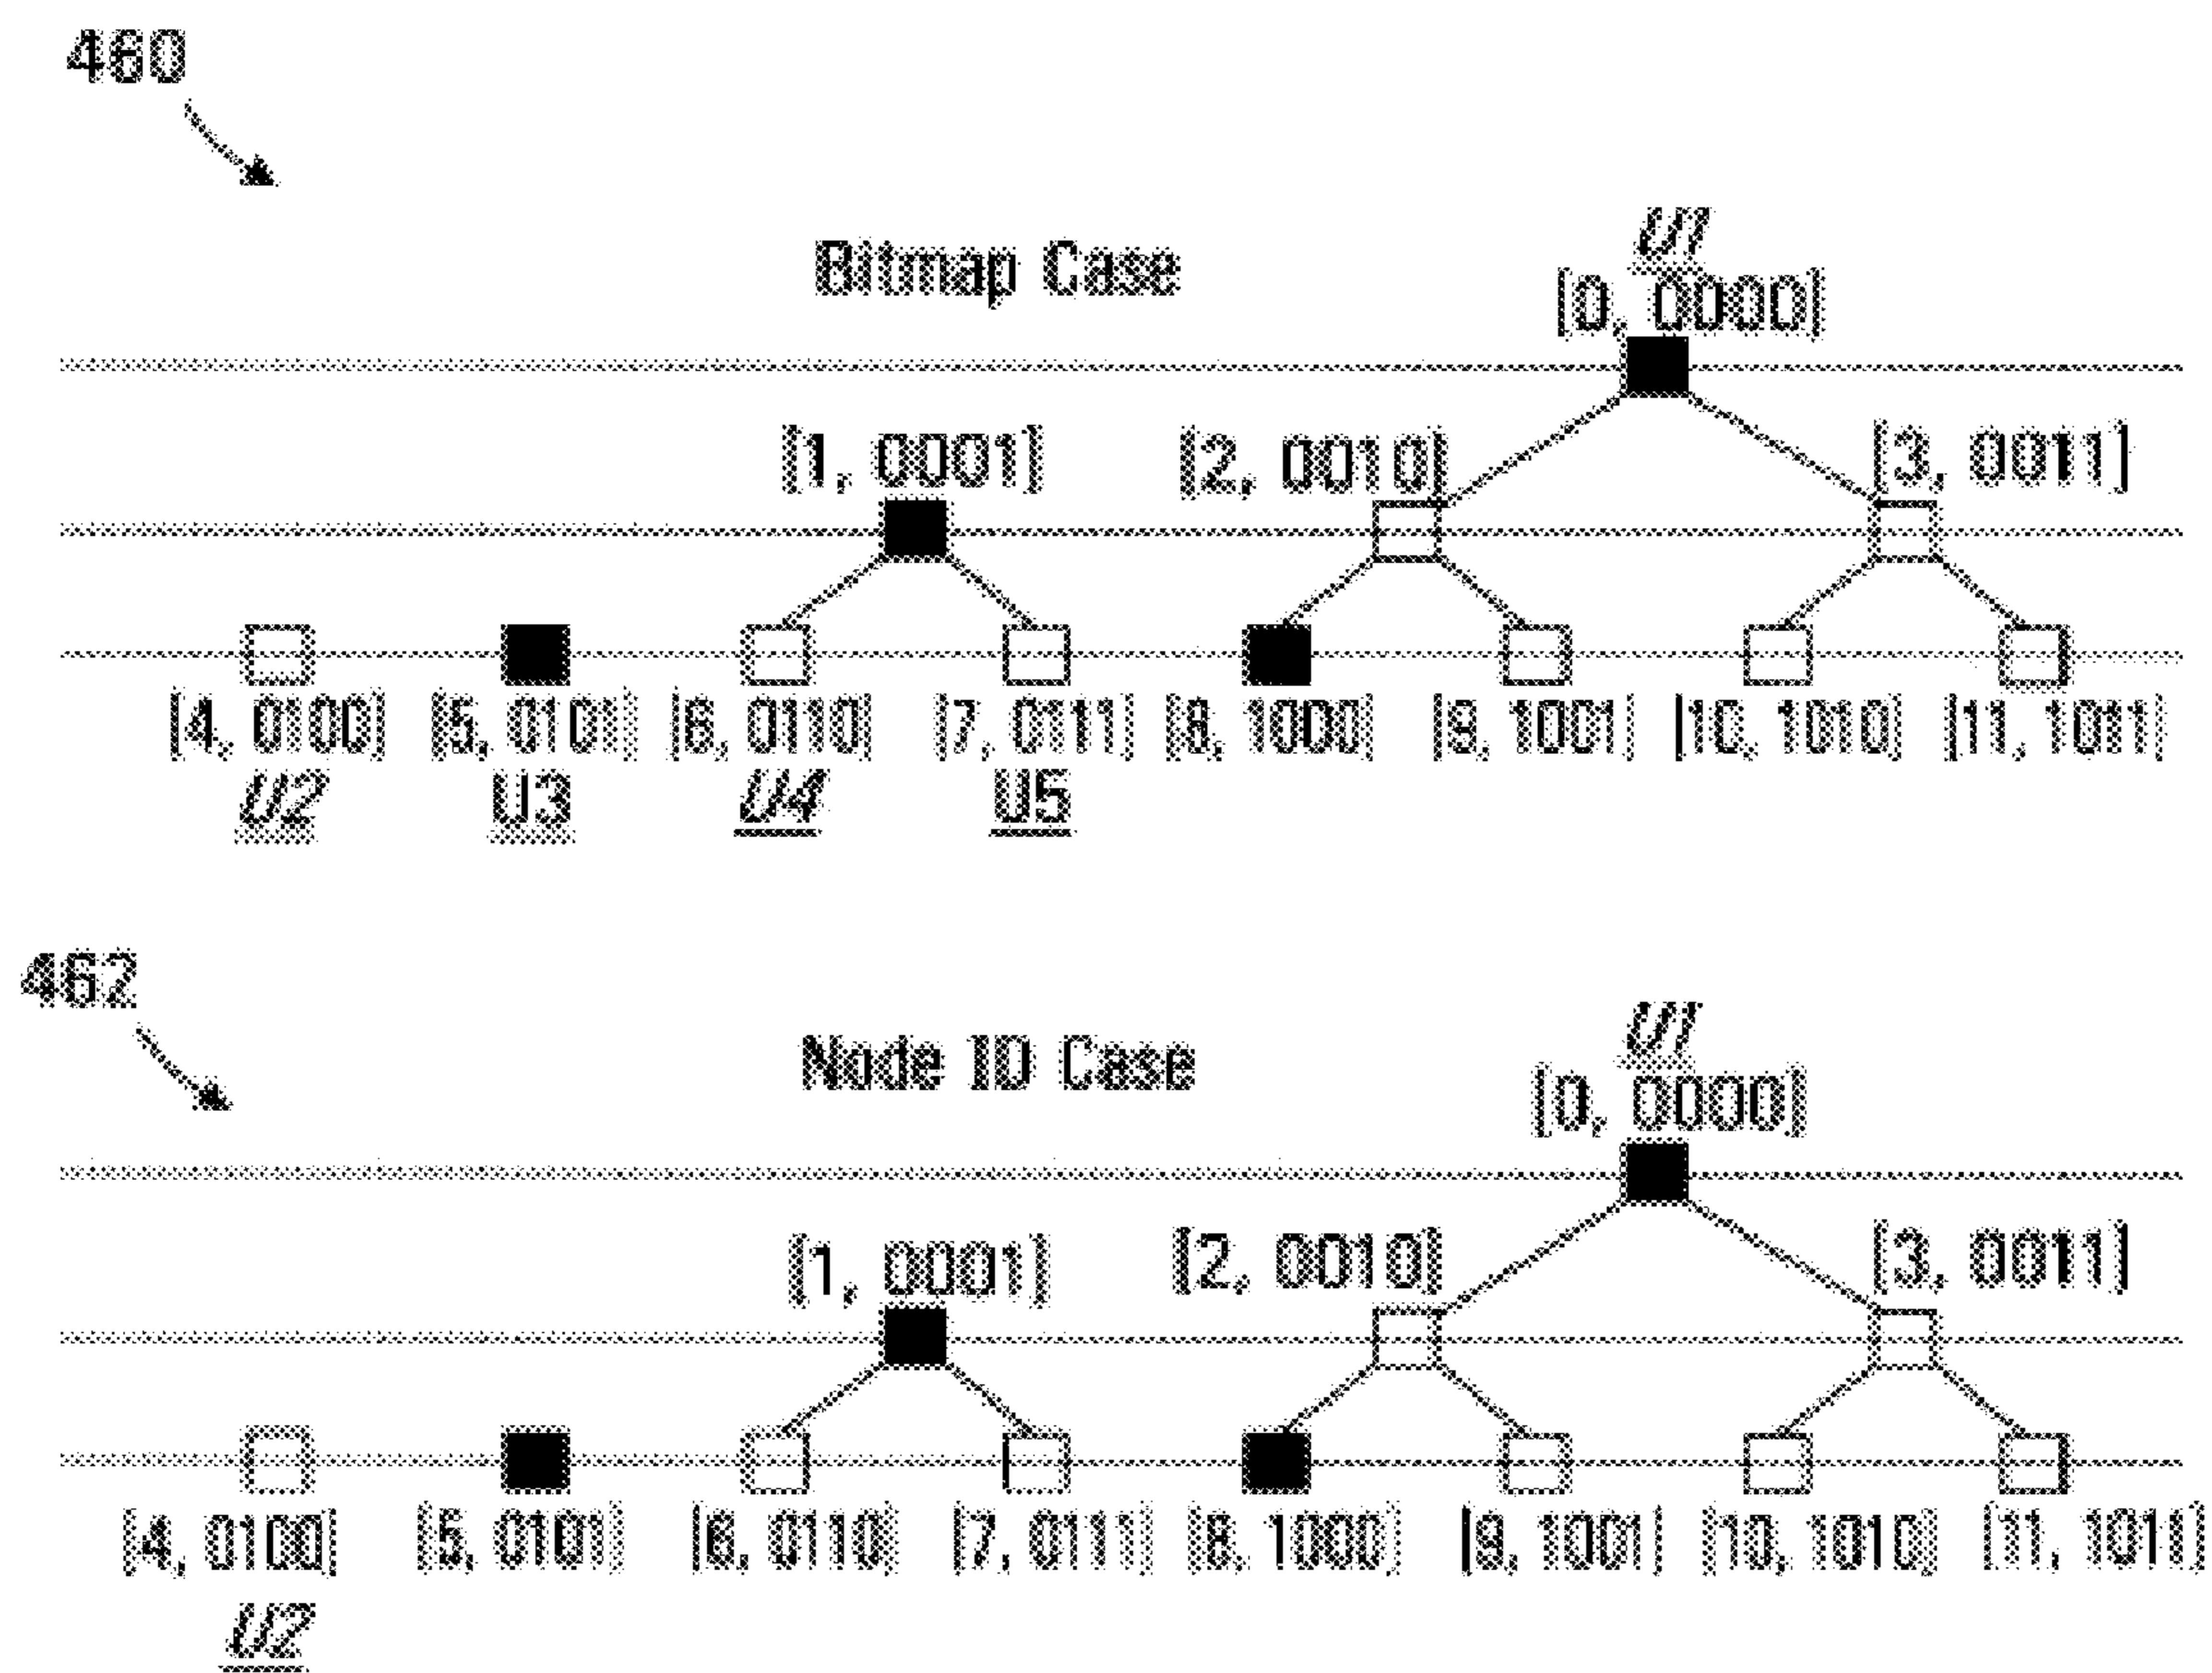 460
U1
Bitmap Case
[0, 0000]
[1, 0001] [2, 0010] [3, 0011]
[4, 0100] [5, 0101] [6, 0110] [7, 0111] [8, 1000] [9, 1001] [10, 1010] [11, 1011]
U2 U3 U4 U5
462
U1
Node ID Case
[0, 0000]
[1, 0001] [2, 0010] [3, 0011]
[4, 0100] [5, 0101] [6, 0110] [7, 0111] [8, 1000] [9, 1001] [10, 1010] [11, 1011]
U2